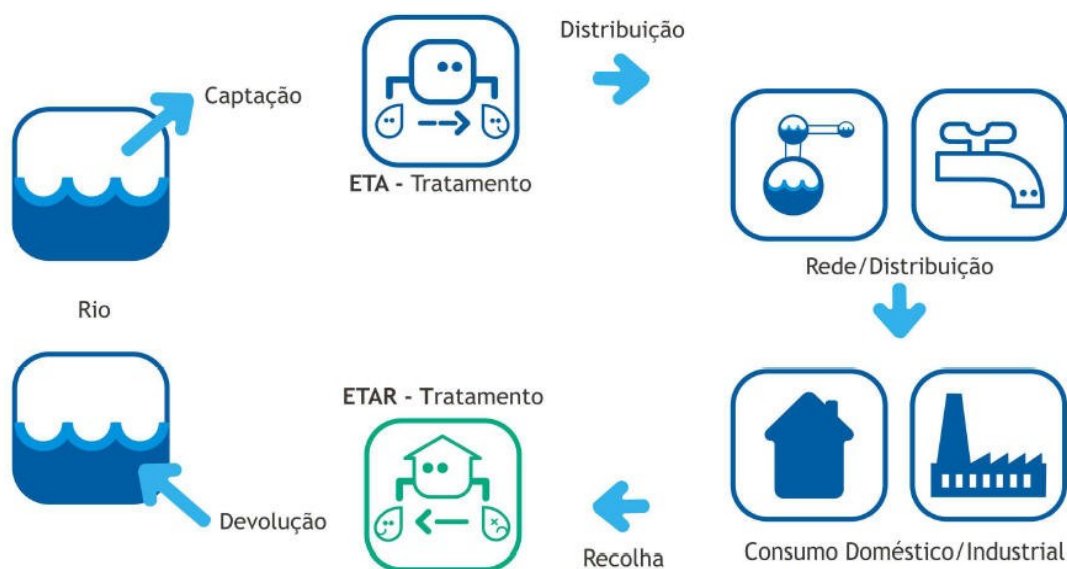 Captação
ETA - Tratamento
Distribuição
Rede/Distribuição
Rio
Consumo Doméstico/Industrial
Recolha
ETAR - Tratamento
Devolução